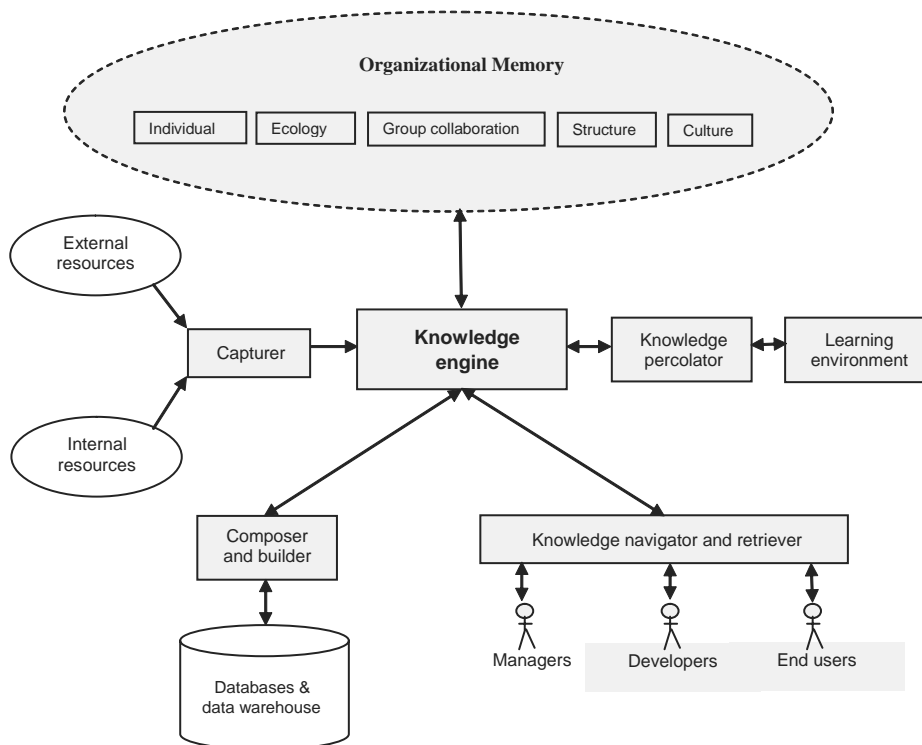 Organizational Memory
Individual
Ecology
Group collaboration
Structure
Culture
External
resources
Capturer
Knowledge
engine
Knowledge
percolator
Learning
environment
Internal
resources
Composer
and builder
Knowledge navigator and retriever
Managers
Developers
End users
Databases &
data warehouse